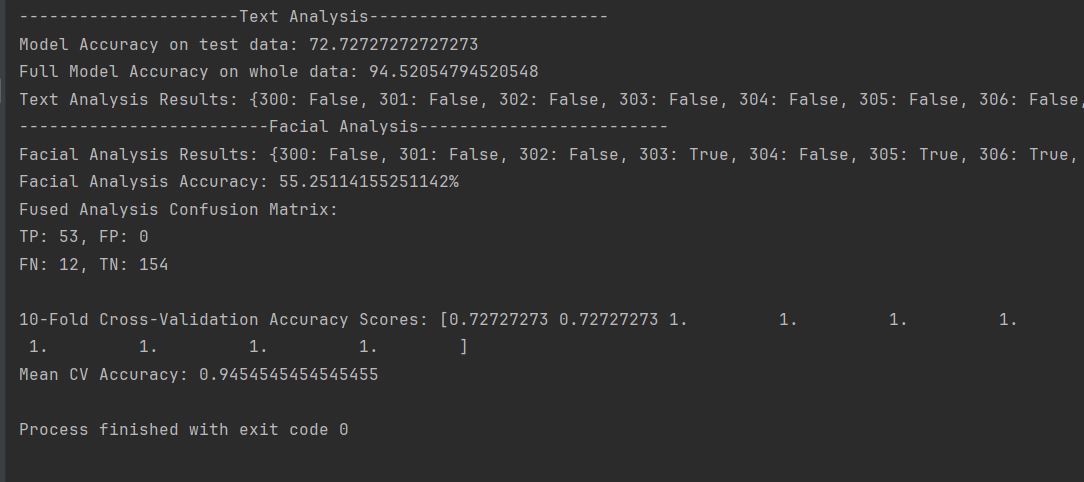 ----------------------Text Analysis------------------------
Model Accuracy on test data: 72.72727272727273
Full Model Accuracy on whole data: 94.52054794520548
Text Analysis Results: {300: False, 301: False, 302: False, 303: False, 304: False, 305: False, 306: False,
-------------------------Facial Analysis-------------------------
Facial Analysis Results: {300: False, 301: False, 302: False, 303: True, 304: False, 305: True, 306: True,
Facial Analysis Accuracy: 55.25114155251142%
Fused Analysis Confusion Matrix:
TP: 53, FP: 0
FN: 12, TN: 154
10-Fold Cross-Validation Accuracy Scores: [0.72727273 0.72727273 1.         1.         1.         1.
 1.         1.         1.         1.        ]
Mean CV Accuracy: 0.9454545454545455
Process finished with exit code 0